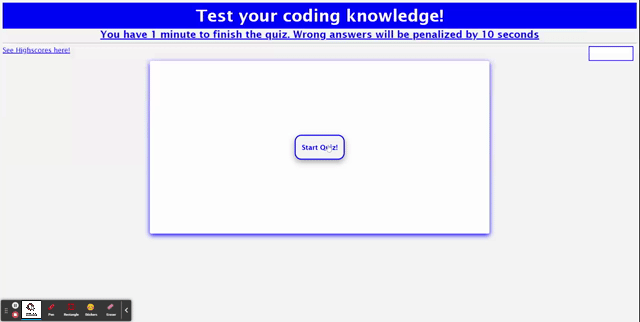 Test your coding knowledge!
You have 1 minute to finish the quiz. Wrong answers will be penalized by 10 seconds
See Highscores here!
Start Quiz!
Pen
Rectangle
Stickers
Eraser